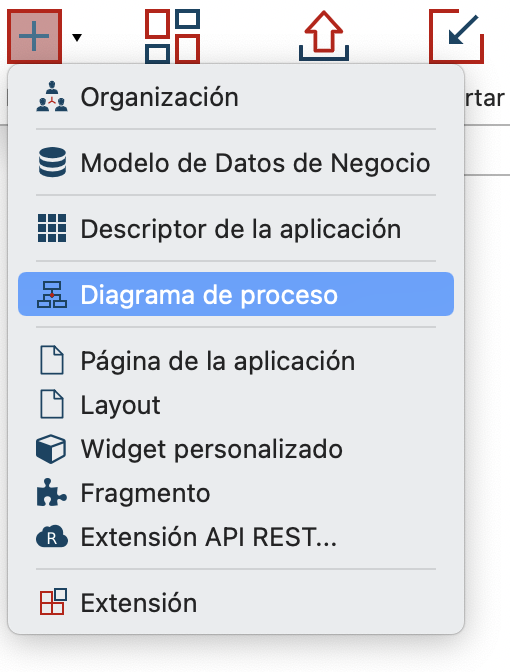 rtar
Organización
Modelo de Datos de Negocio
Descriptor de la aplicación
Diagrama de proceso
Página de la aplicación
Layout
Widget personalizado
Fragmento
R
Extensión API REST...
Extensión